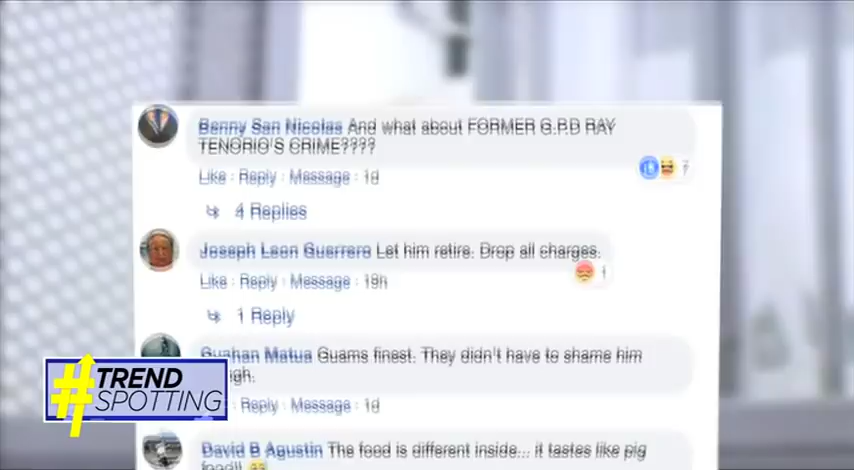 Benny San Nicolas And what about FORMER G.P.D RAY
TENORIO'S CRIME????
Like · Reply · Message · 1d
7
4 Replies
Joseph Leon Guerrero Let him retire. Drop all charges.
Like · Reply · Message · 19h
1
1 Reply
Guahan Matua Guams finest. They didn't have to shame him
Reply · Message · 1d
David B Agustin The food is different inside... it tastes like pig
food!!
#TREND
SPOTTING